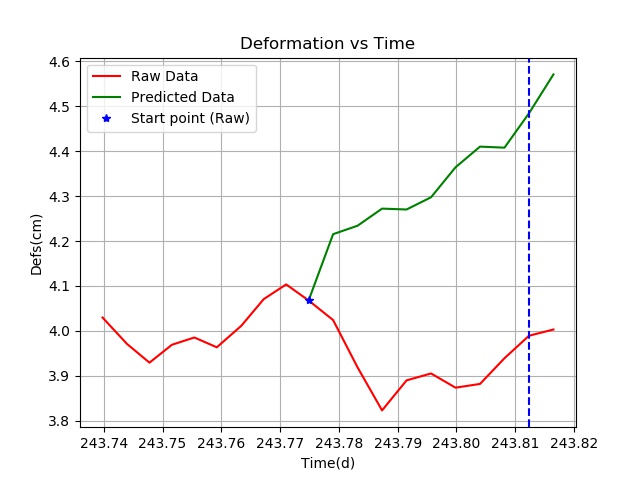 Deformation vs Time
Raw Data
Predicted Data
Start point (Raw)
4.6
4.5
4.4
4.3
4.2
4.1
4.0
3.9
3.8
Defs(cm)
243.74 243.75 243.76 243.77 243.78 243.79 243.80 243.81 243.82
Time(d)